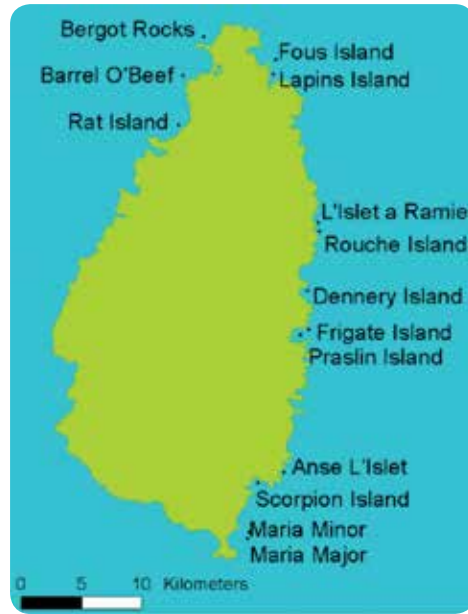 Bergot Rocks
Fous Island
Barrel O'Beef
Lapins Island
Rat Island
L'Islet a Ramie
Rouche Island
Dennery Island
Frigate Island
Praslin Island
Anse L'Islet
Scorpion Island
Maria Minor
Maria Major
0 5 10 Kilometers